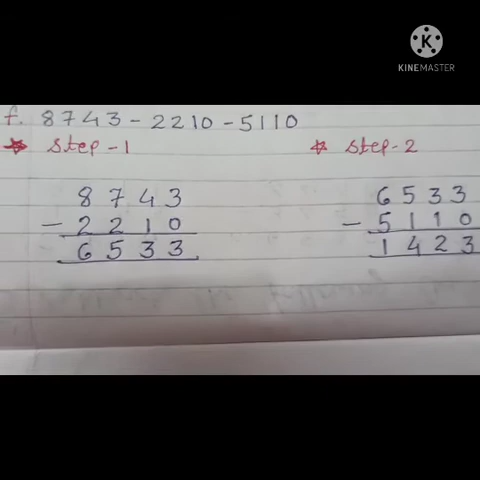 KINEMASTER
f. 8743 - 2210 - 5110
Step-1
8743
- 2210
6533
Step-2
6533
- 5110
1423